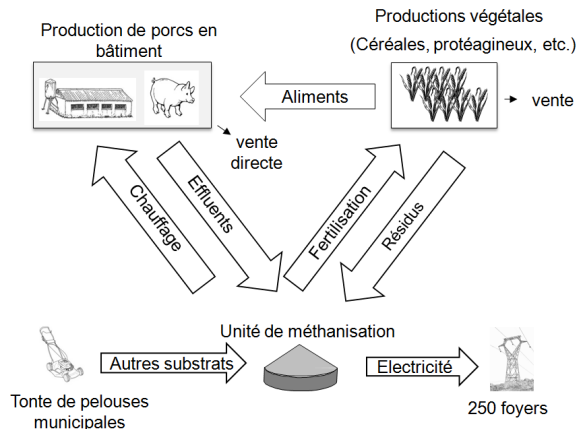 Production de porcs en
bâtiment
Productions végétales
(Céréales, protéagineux, etc.)
Aliments
vente
vente
directe
Chauffage
Effluents
Fertilisation
Résidus
Unité de méthanisation
Autres substrats
Electricité
Tonte de pelouses
municipales
250 foyers